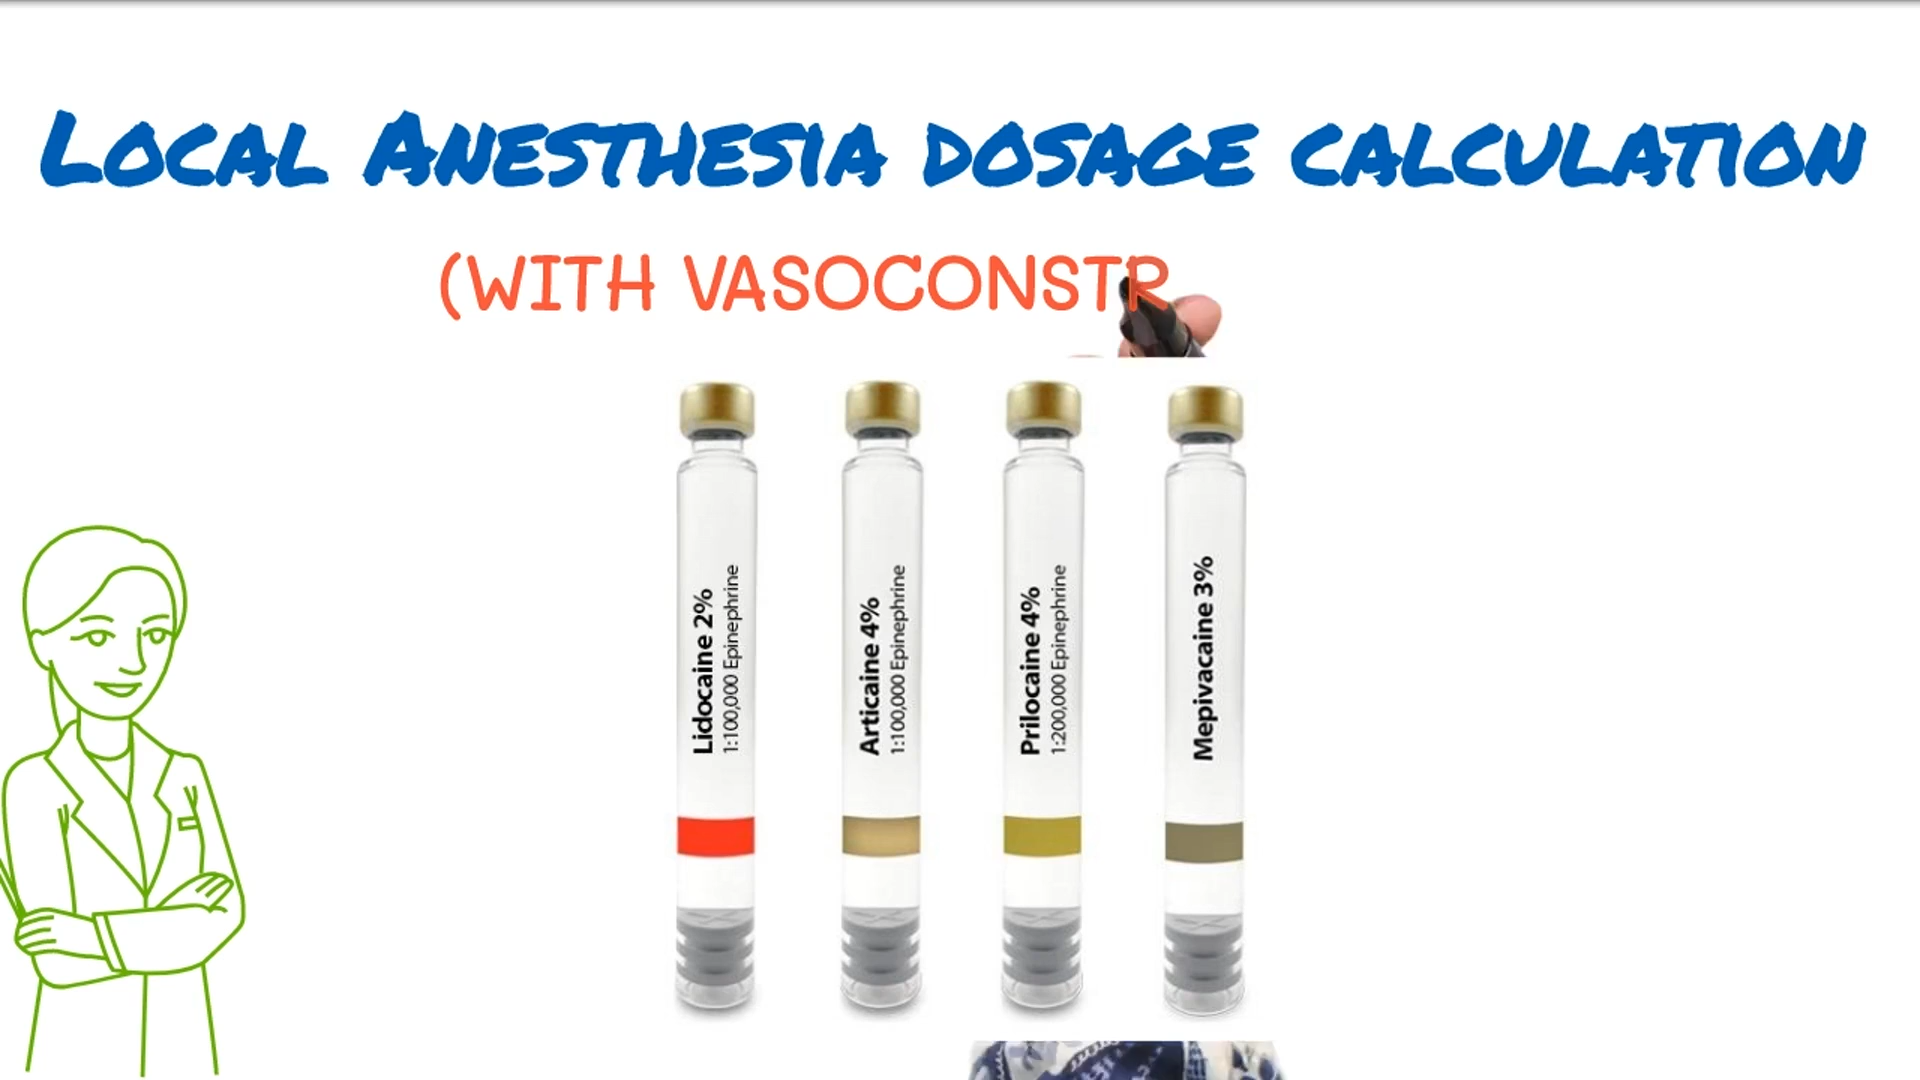 LOCAL ANESTHESIA DOSAGE CALCULATION
(WITH VASOCONSTR
Lidocaine 2%
1:100,000 Epinephrine
Articaine 4%
1:100,000 Epinephrine
Prilocaine 4%
1:200,000 Epinephrine
Mepivacaine 3%